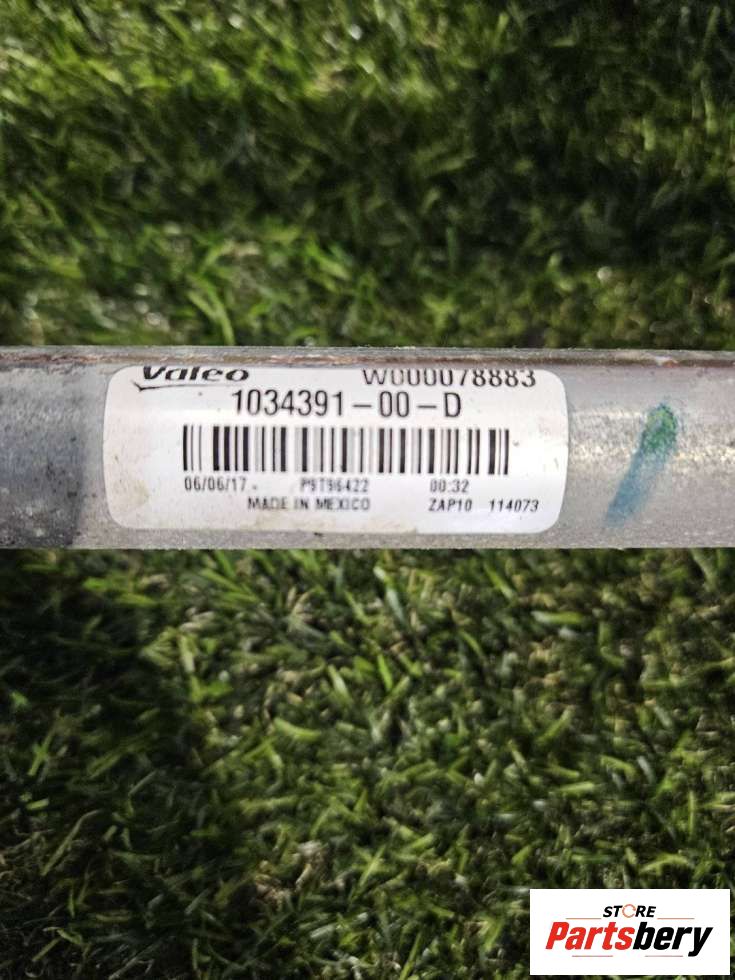 Valeo W000078883
1034391-00-D
06/06/17 P9T96422 00:32
MADE IN MEXICO ZAP10 114073
STORE
Partsbery